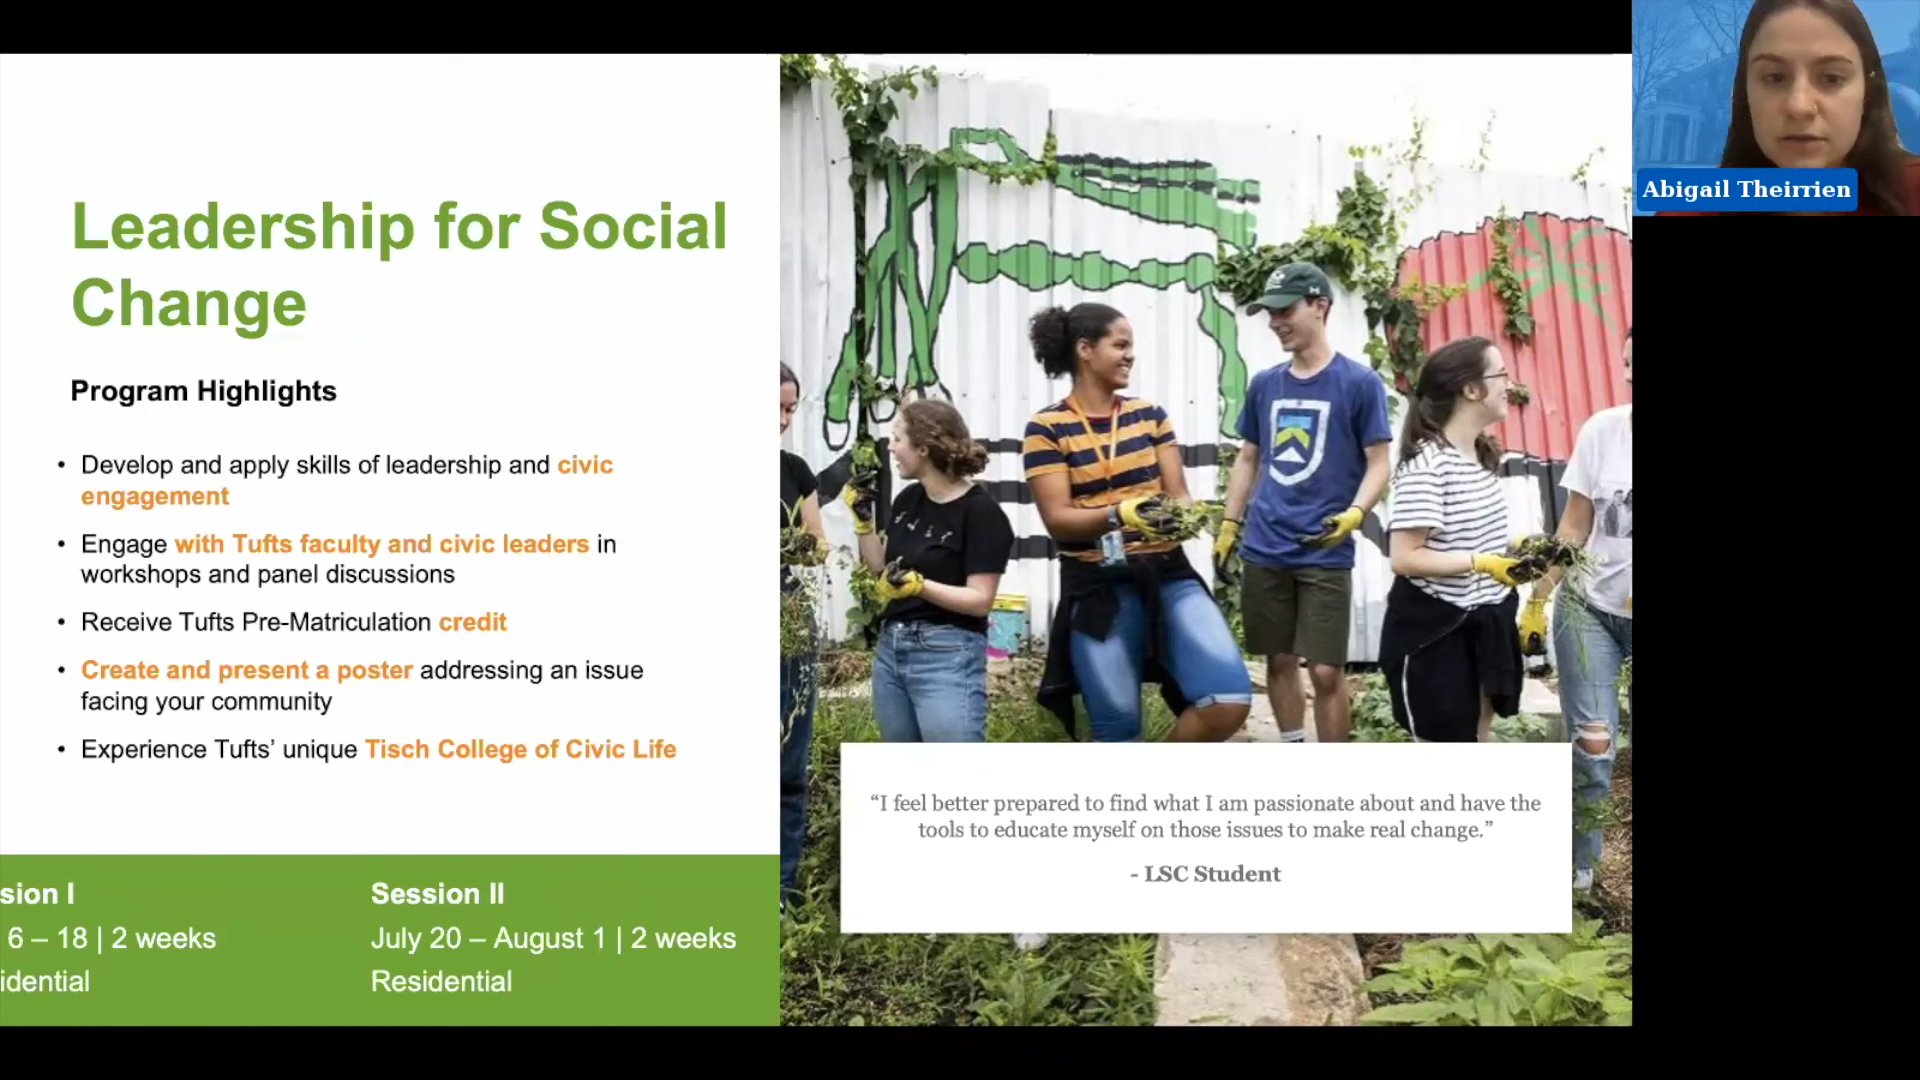 Leadership for Social
Change
Program Highlights
• Develop and apply skills of leadership and civic
engagement
• Engage with Tufts faculty and civic leaders in
workshops and panel discussions
• Receive Tufts Pre-Matriculation credit
• Create and present a poster addressing an issue
facing your community
• Experience Tufts’ unique Tisch College of Civic Life
sion I
6 – 18 | 2 weeks
idential
Session II
July 20 – August 1 | 2 weeks
Residential
“I feel better prepared to find what I am passionate about and have the
tools to educate myself on those issues to make real change.”
- LSC Student
Abigail Theirrien